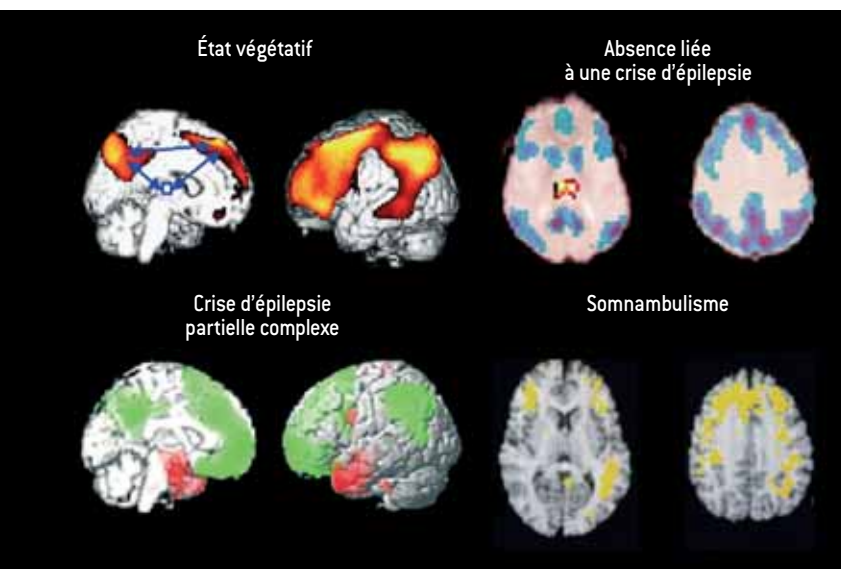 État végétatif
Absence liée
à une crise d'épilepsie
Crise d'épilepsie
partielle complexe
Somnambulisme